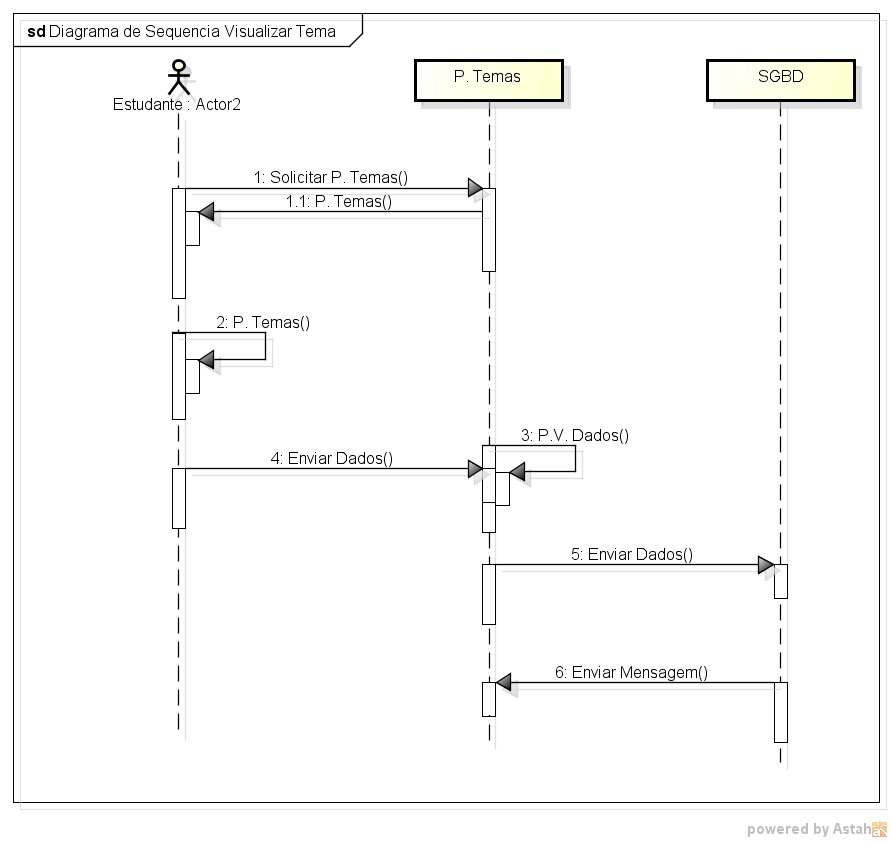 sd Diagrama de Sequencia Visualizar Tema
Estudante : Actor2
P. Temas
SGBD
1: Solicitar P. Temas()
1.1: P. Temas()
2: P. Temas()
3: P.V. Dados()
4: Enviar Dados()
5: Enviar Dados()
6: Enviar Mensagem()
powered by Astah